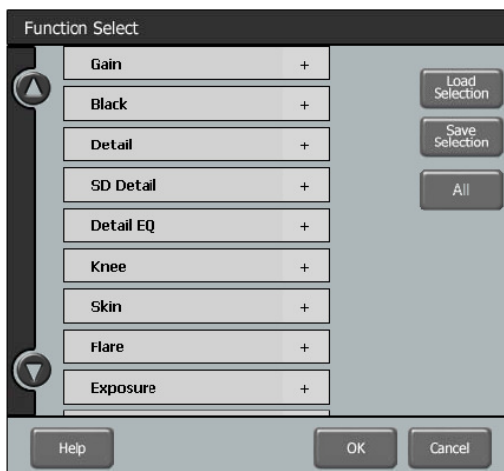 Function Select
Gain +
Black +
Detail +
SD Detail +
Detail EQ +
Knee +
Skin +
Flare +
Exposure +
Load
Selection
Save
Selection
All
Help
OK
Cancel